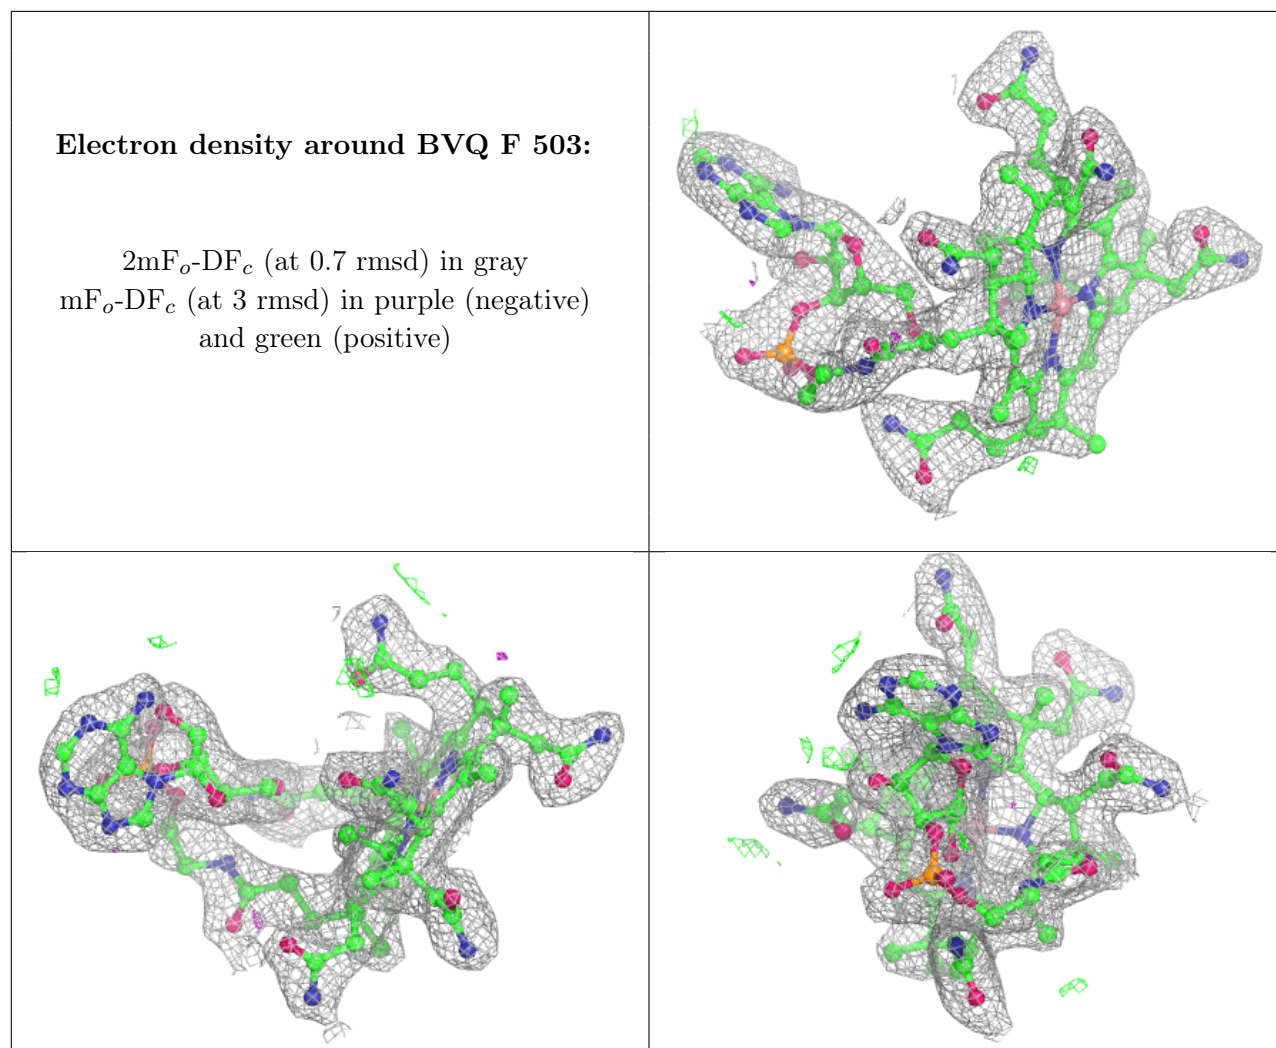 Electron density around BVQ F 503:
2mFo-DFc (at 0.7 rmsd) in gray
mFo-DFc (at 3 rmsd) in purple (negative)
and green (positive)